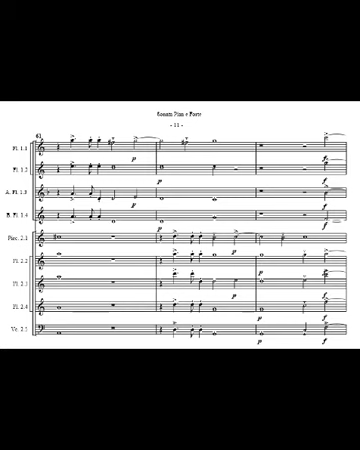 Sonata Pian e Forte
- 11 -
61
Fl. 1.1
Fl. 1.2
A. Fl. 1.3
B. Fl. 1.4
Picc. 2.1
Fl. 2.2
Fl. 2.3
Fl. 2.4
Vc. 2.5
p
p
p
p
p
p
p
p
f
f
f
f
f
f
f
f